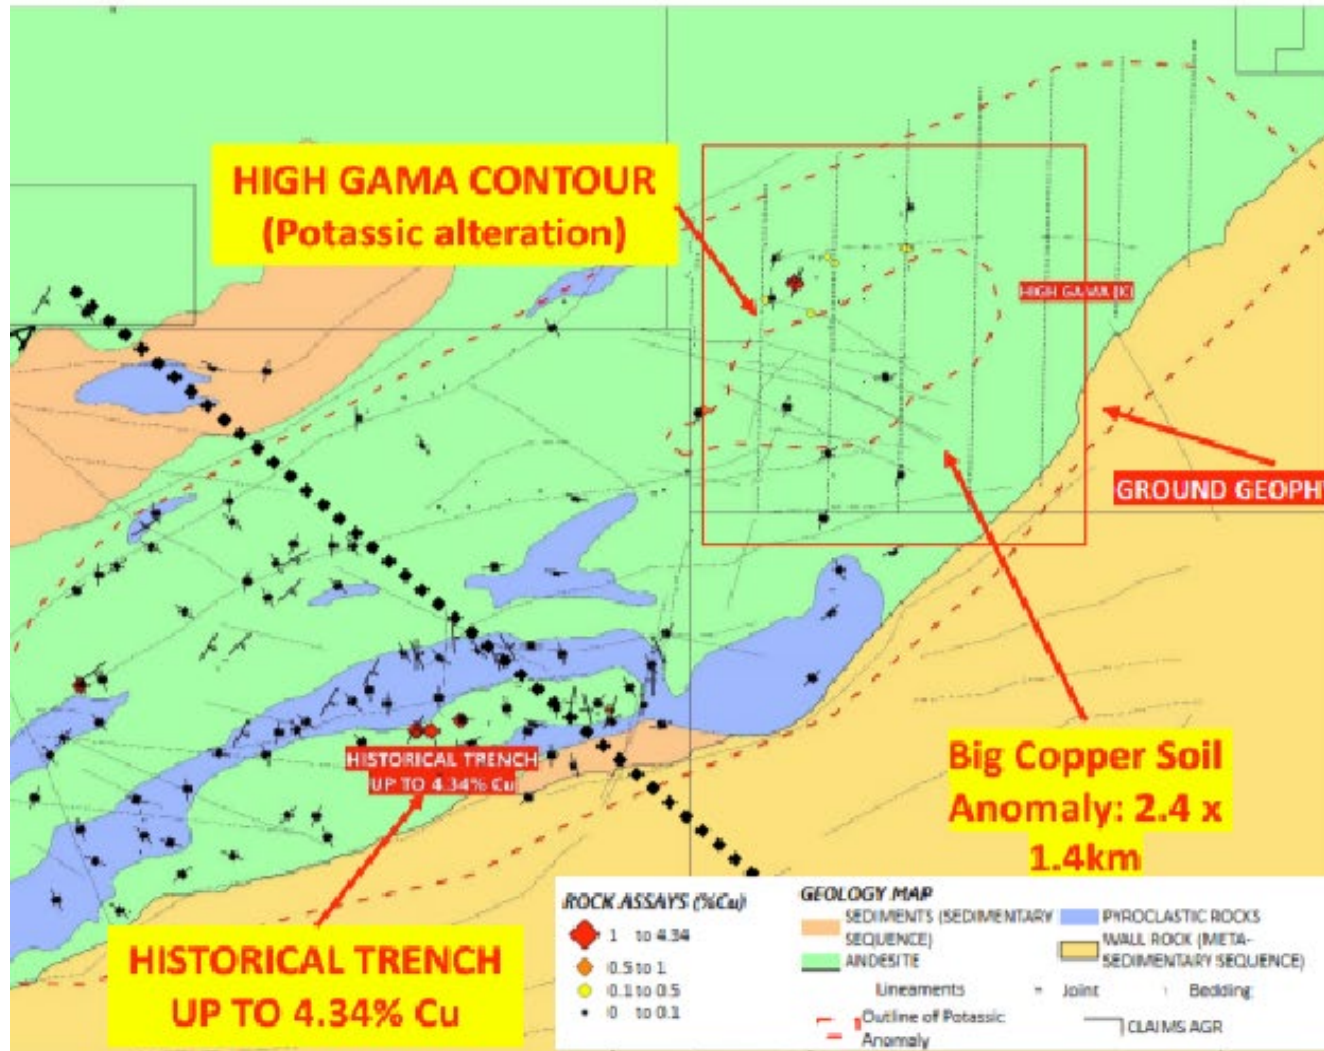 HIGH GAMA CONTOUR
(Potassic alteration)
HIGH GAMA (K)
GROUND GEOPHY
HISTORICAL TRENCH
UP TO 4.34% Cu
Big Copper Soil
Anomaly: 2.4 x
1.4km
HISTORICAL TRENCH
UP TO 4.34% Cu
ROCK ASSAYS (%Cu)
1 to 4.34
0.5 to 1
0.1 to 0.5
0 to 0.1
GEOLOGY MAP
SEDIMENTS (SEDIMENTARY
SEQUENCE)
ANDESITE
PYROCLASTIC ROCKS
WALL ROCK (META-
SEDIMENTARY SEQUENCE)
Lineaments
Joint
Bedding
Outline of Potassic
Anomaly
CLAIMS AGR